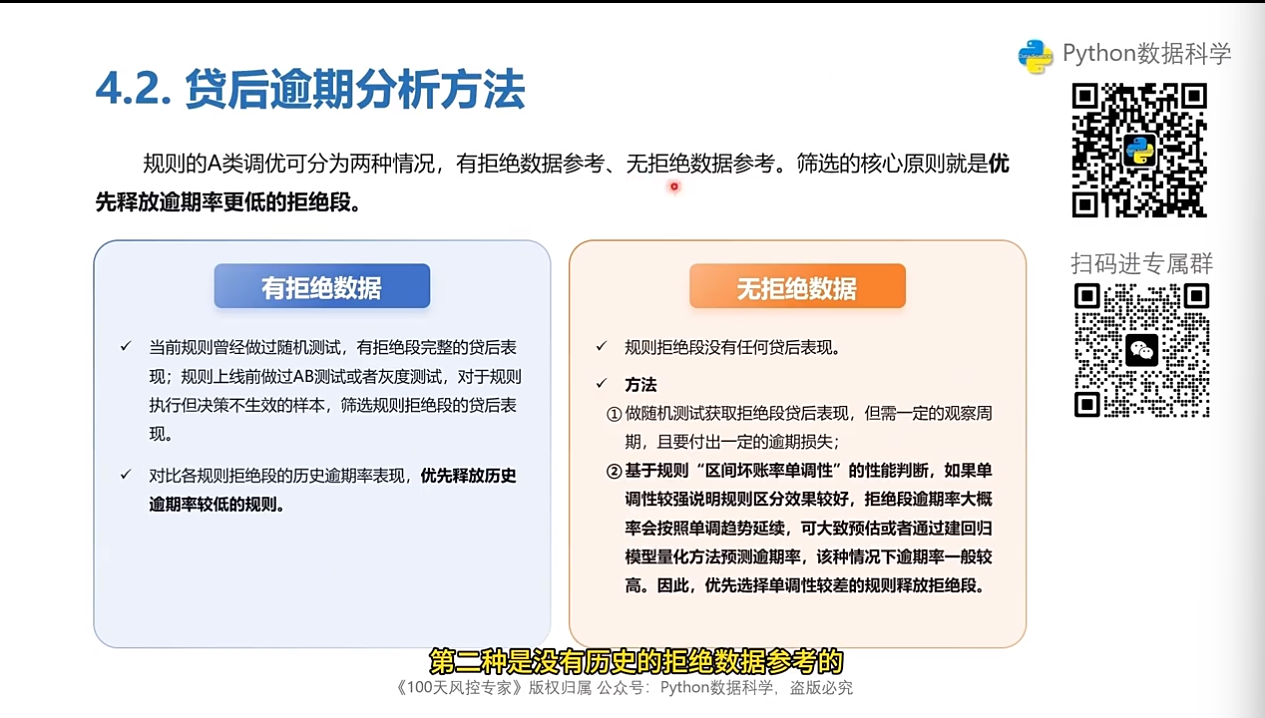 Python数据科学
4.2. 贷后逾期分析方法
规则的A类调优可分为两种情况，有拒绝数据参考、无拒绝数据参考。筛选的核心原则就是优
先释放逾期率更低的拒绝段。
有拒绝数据
✓ 当前规则曾经做过随机测试，有拒绝段完整的贷后表
现；规则上线前做过AB测试或者灰度测试，对于规则
执行但决策不生效的样本，筛选规则拒绝段的贷后表
现。
✓ 对比各规则拒绝段的历史逾期率表现，优先释放历史
逾期率较低的规则。
无拒绝数据
✓ 规则拒绝段没有任何贷后表现。
✓ 方法
①做随机测试获取拒绝段贷后表现，但需一定的观察周
期，且要付出一定的逾期损失；
②基于规则“区间坏账率单调性”的性能判断，如果单
调性较强说明规则区分效果较好，拒绝段逾期率大概
率会按照单调趋势延续，可大致预估或者通过建回归
模型量化方法预测逾期率，该种情况下逾期率一般较
高。因此，优先选择单调性较差的规则释放拒绝段。
扫码进专属群
第二种是没有历史的拒绝数据参考的
《100天风控专家》版权归属 公众号：Python数据科学，盗版必究